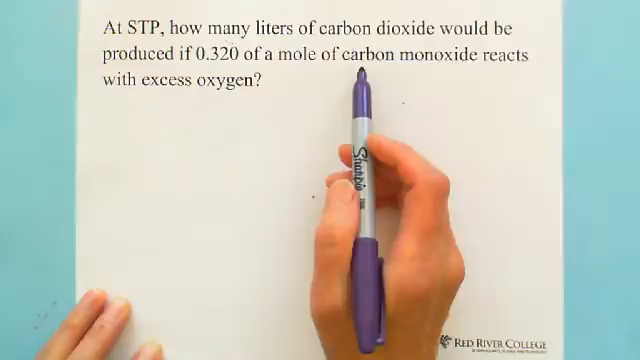 At STP, how many liters of carbon dioxide would be
produced if 0.320 of a mole of carbon monoxide reacts
with excess oxygen?
Sharpie
RED RIVER COLLEGE